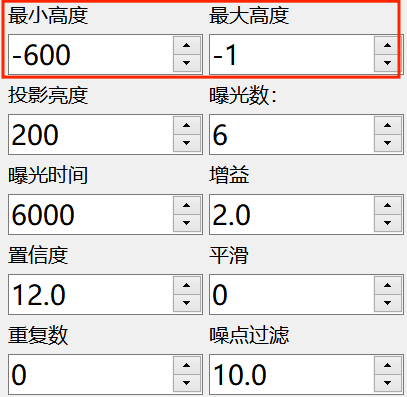 最小高度 最大高度
-600 -1
投影亮度 曝光数:
200 6
曝光时间 增益
6000 2.0
置信度 平滑
12.0 0
重复数 噪点过滤
0 10.0